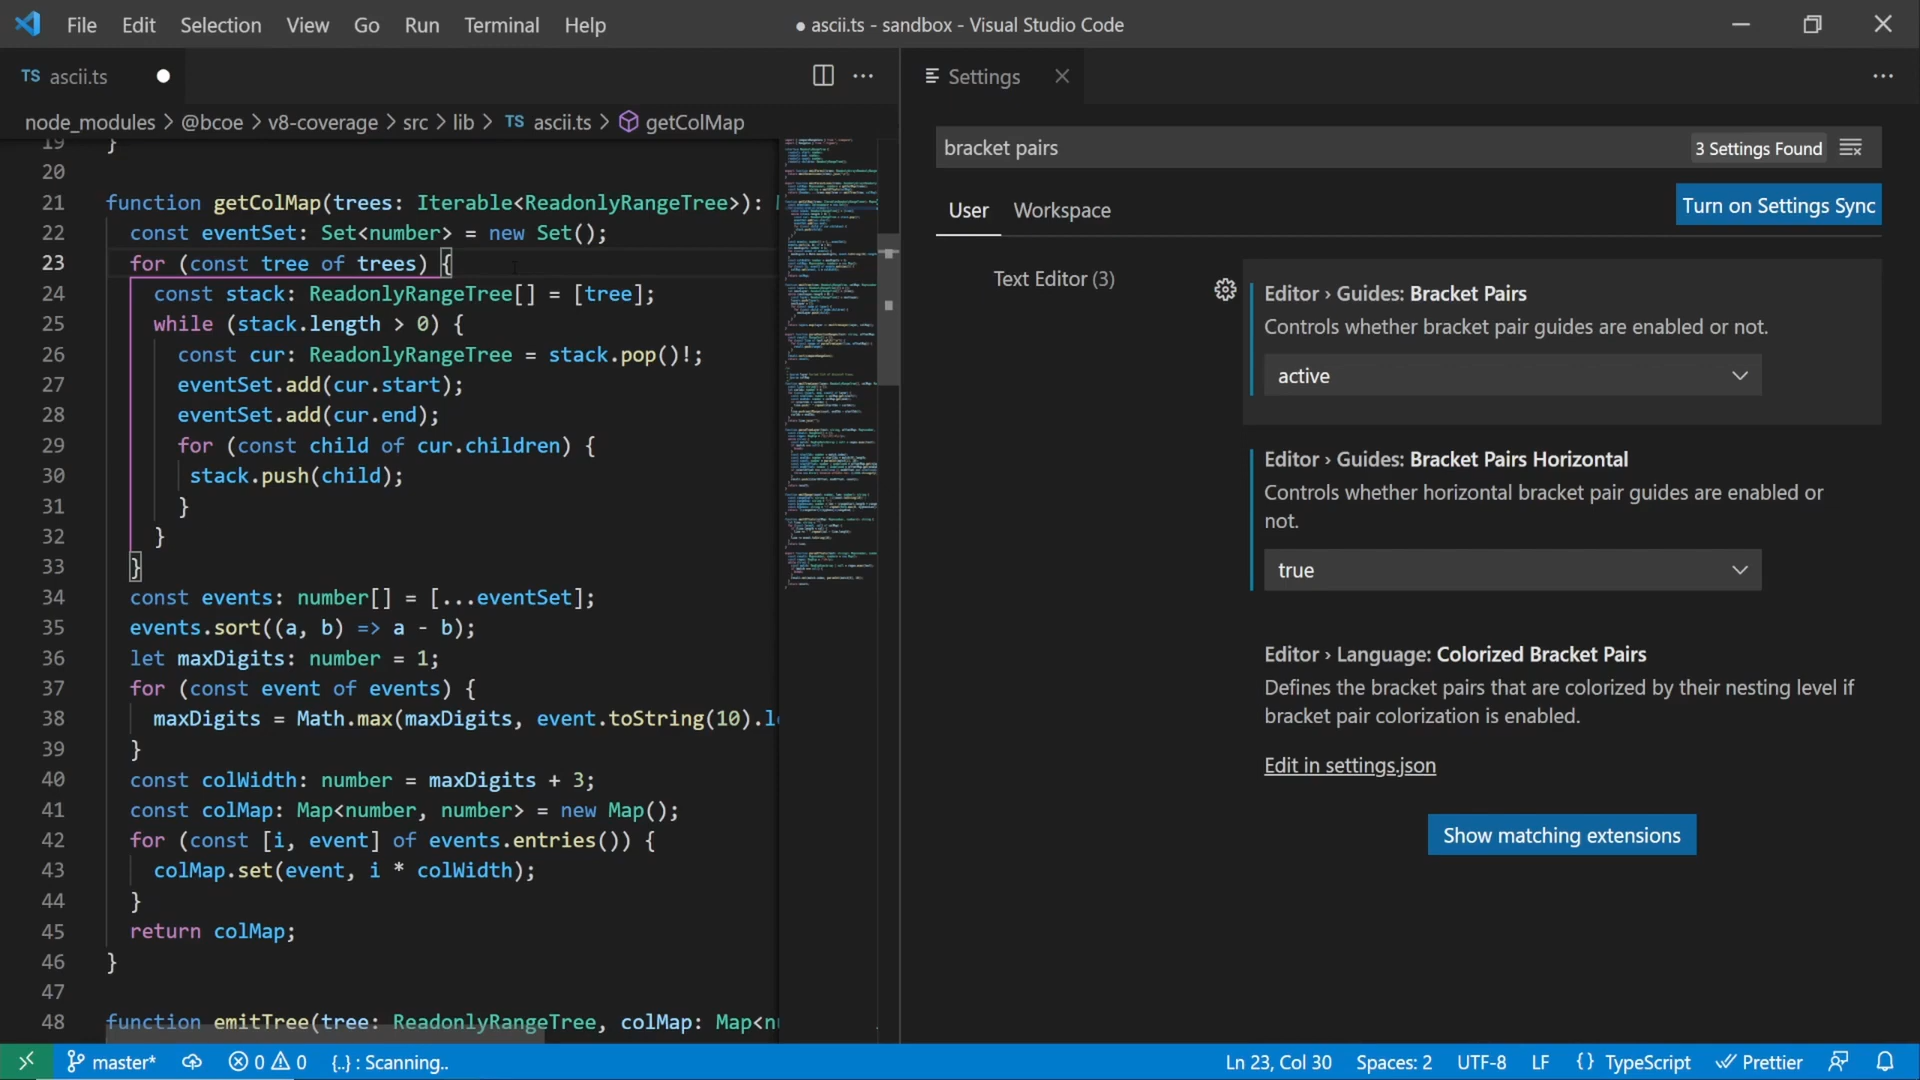 File Edit Selection View Go Run Terminal Help
● ascii.ts - sandbox - Visual Studio Code
TS ascii.ts
node_modules > @bcoe > v8-coverage > src > lib > TS ascii.ts > getColMap
19 }
20
21 function getColMap(trees: Iterable<ReadonlyRangeTree>):
22 const eventSet: Set<number> = new Set();
23 for (const tree of trees) {
24 const stack: ReadonlyRangeTree[] = [tree];
25 while (stack.length > 0) {
26 const cur: ReadonlyRangeTree = stack.pop()!;
27 eventSet.add(cur.start);
28 eventSet.add(cur.end);
29 for (const child of cur.children) {
30 stack.push(child);
31 }
32 }
33 }
34 const events: number[] = [...eventSet];
35 events.sort((a, b) => a - b);
36 let maxDigits: number = 1;
37 for (const event of events) {
38 maxDigits = Math.max(maxDigits, event.toString(10).le
39 }
40 const colWidth: number = maxDigits + 3;
41 const colMap: Map<number, number> = new Map();
42 for (const [i, event] of events.entries()) {
43 colMap.set(event, i * colWidth);
44 }
45 return colMap;
46 }
47
48 function emitTree(tree: ReadonlyRangeTree, colMap: Map<nu
Settings
bracket pairs
3 Settings Found
User Workspace
Turn on Settings Sync
Text Editor (3)
Editor › Guides: Bracket Pairs
Controls whether bracket pair guides are enabled or not.
active
Editor › Guides: Bracket Pairs Horizontal
Controls whether horizontal bracket pair guides are enabled or
not.
true
Editor › Language: Colorized Bracket Pairs
Defines the bracket pairs that are colorized by their nesting level if
bracket pair colorization is enabled.
Edit in settings.json
Show matching extensions
master* 0 0 {..} : Scanning..
Ln 23, Col 30 Spaces: 2 UTF-8 LF {} TypeScript Prettier